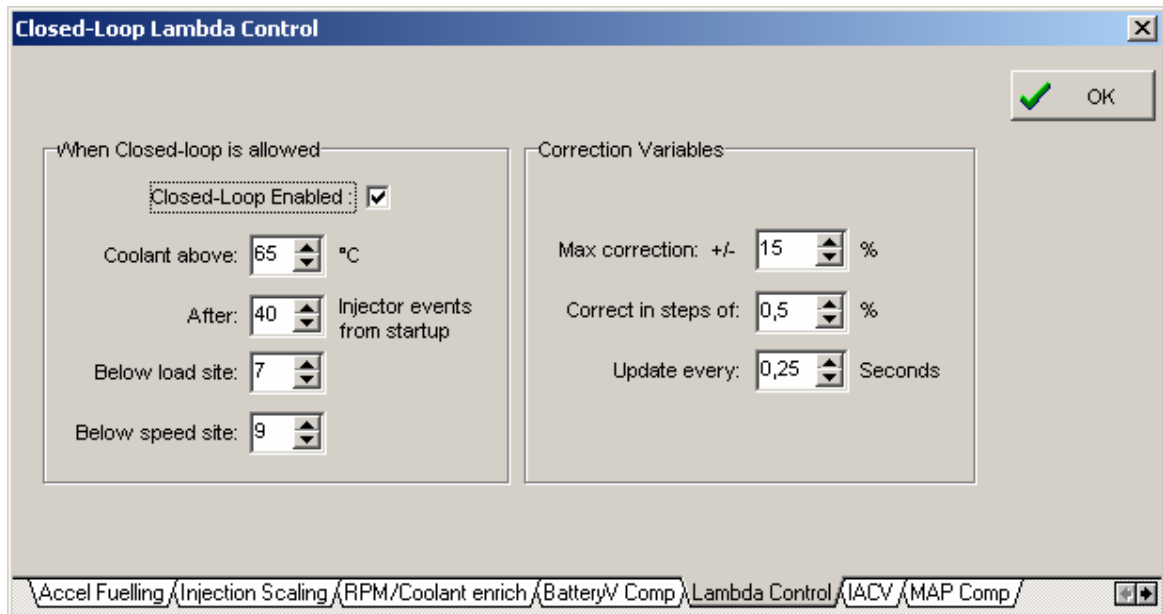 Closed-Loop Lambda Control
OK
When Closed-loop is allowed
Closed-Loop Enabled :
Coolant above: 65 °C
After: 40 Injector events
from startup
Below load site: 7
Below speed site: 9
Correction Variables
Max correction: +/- 15 %
Correct in steps of: 0,5 %
Update every: 0,25 Seconds
Accel Fuelling Injection Scaling RPM/Coolant enrich BatteryV Comp Lambda Control IACV MAP Comp